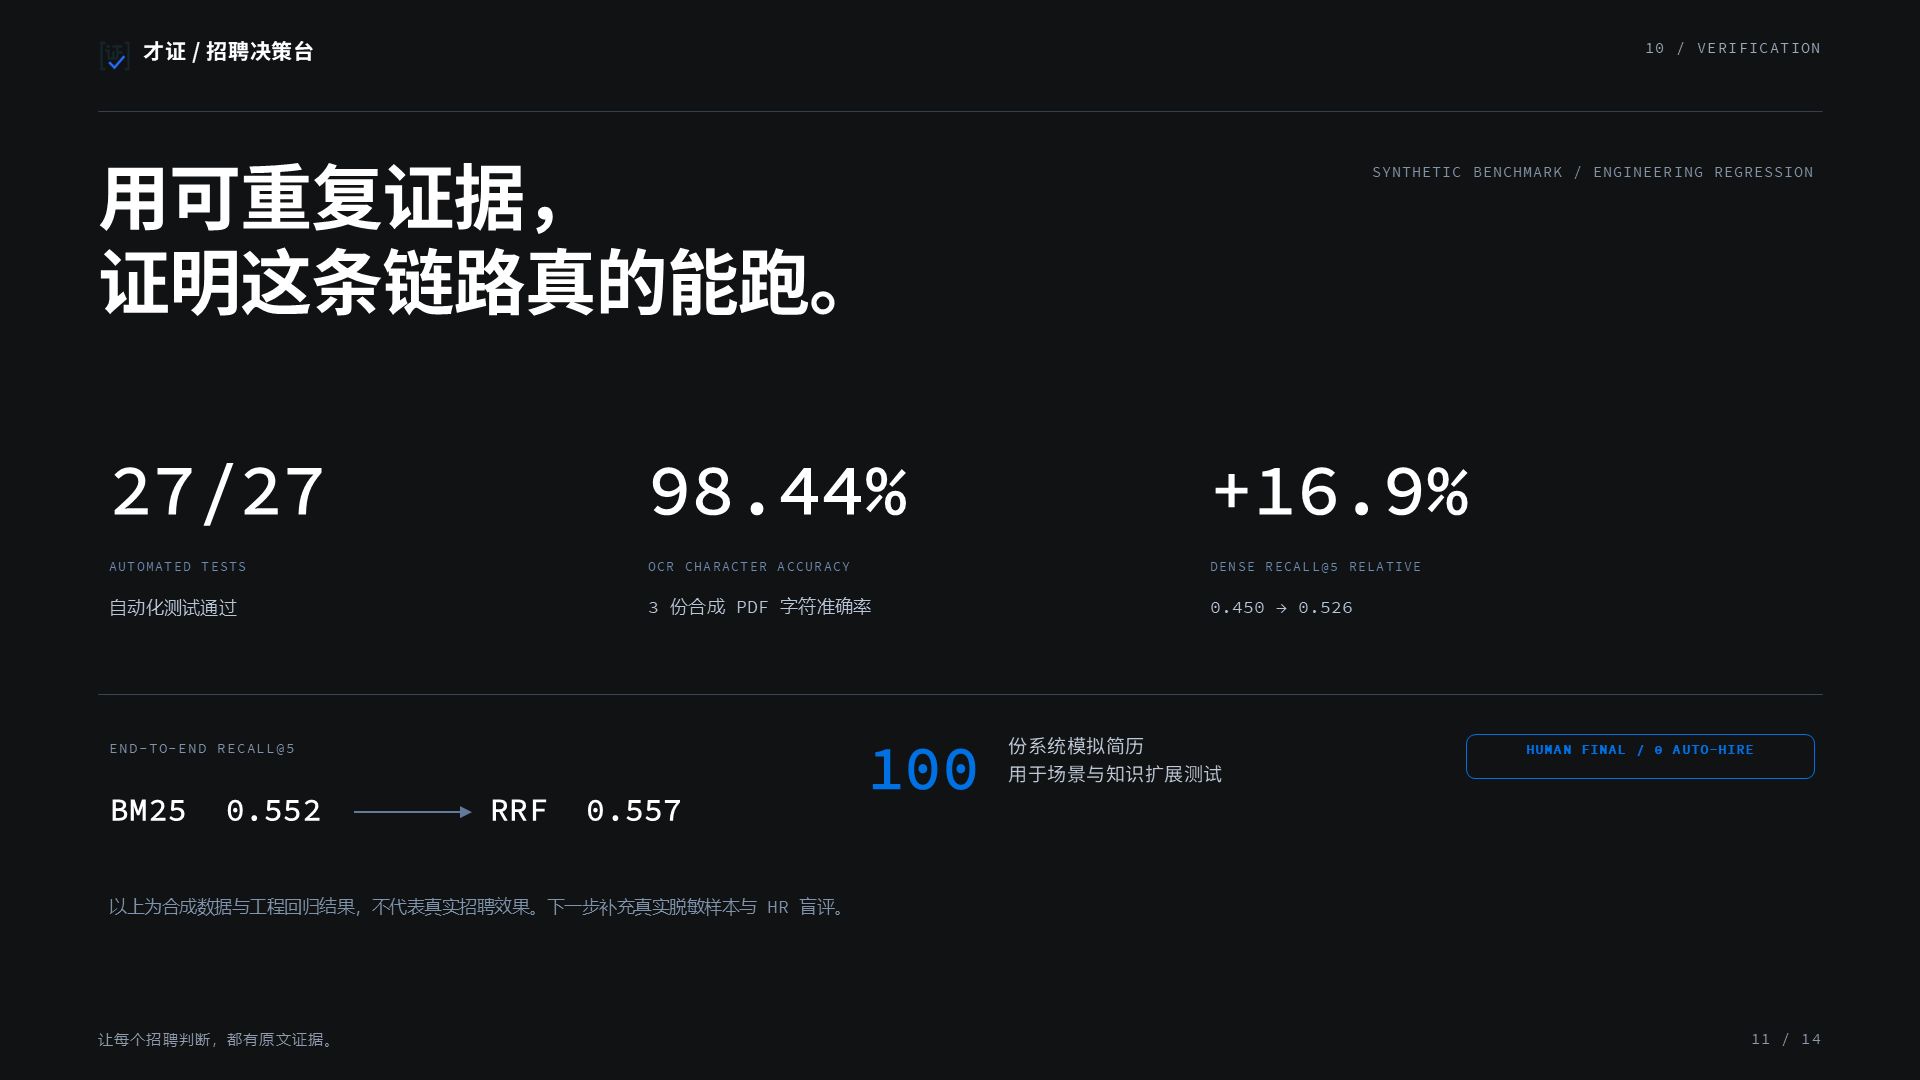 才证 / 招聘决策台
10 / VERIFICATION
用可重复证据，
证明这条链路真的能跑。
SYNTHETIC BENCHMARK / ENGINEERING REGRESSION
27/27
AUTOMATED TESTS
自动化测试通过
98.44%
OCR CHARACTER ACCURACY
3 份合成 PDF 字符准确率
+16.9%
DENSE RECALL@5 RELATIVE
0.450 → 0.526
END-TO-END RECALL@5
BM25 0.552 → RRF 0.557
100
份系统模拟简历
用于场景与知识扩展测试
HUMAN FINAL / 0 AUTO-HIRE
以上为合成数据与工程回归结果，不代表真实招聘效果。下一步补充真实脱敏样本与 HR 盲评。
让每个招聘判断，都有原文证据。
11 / 14